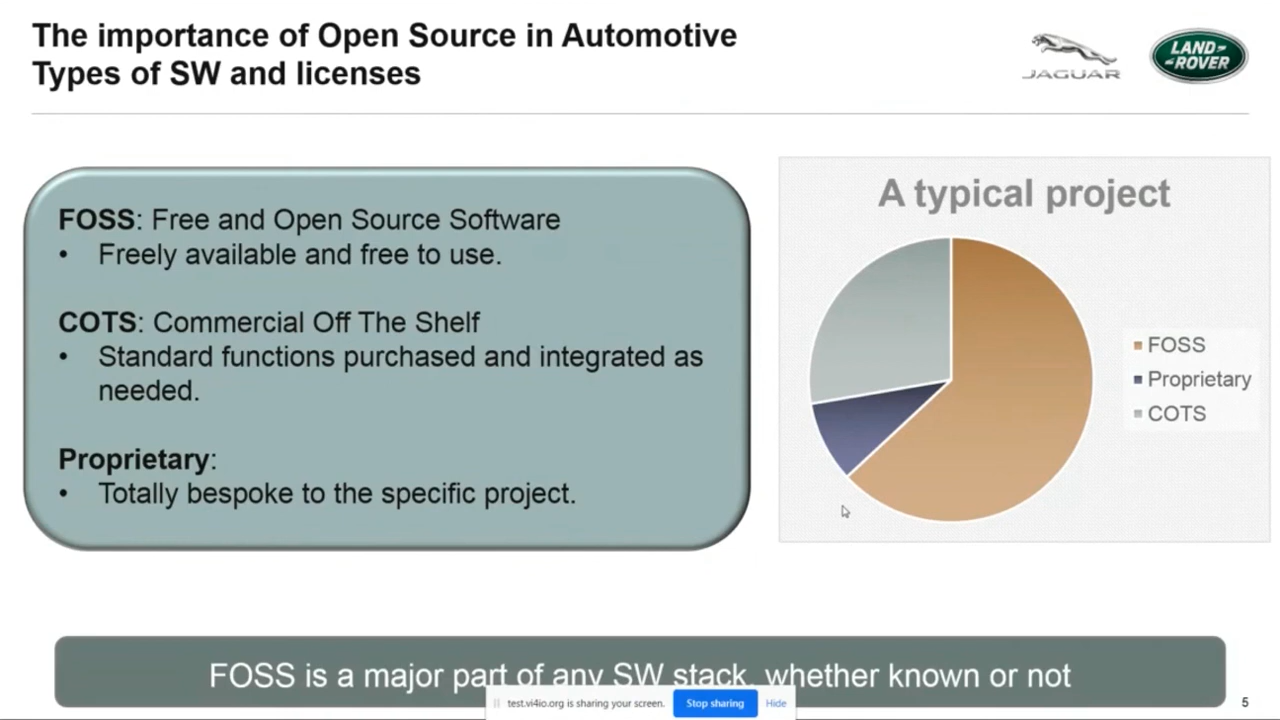 The importance of Open Source in Automotive
Types of SW and licenses
JAGUAR
LAND-
-ROVER
FOSS: Free and Open Source Software
• Freely available and free to use.
COTS: Commercial Off The Shelf
• Standard functions purchased and integrated as
needed.
Proprietary:
• Totally bespoke to the specific project.
A typical project
FOSS
Proprietary
COTS
FOSS is a major part of any SW stack, whether known or not
test.vi4io.org is sharing your screen.
Stop sharing
Hide
5